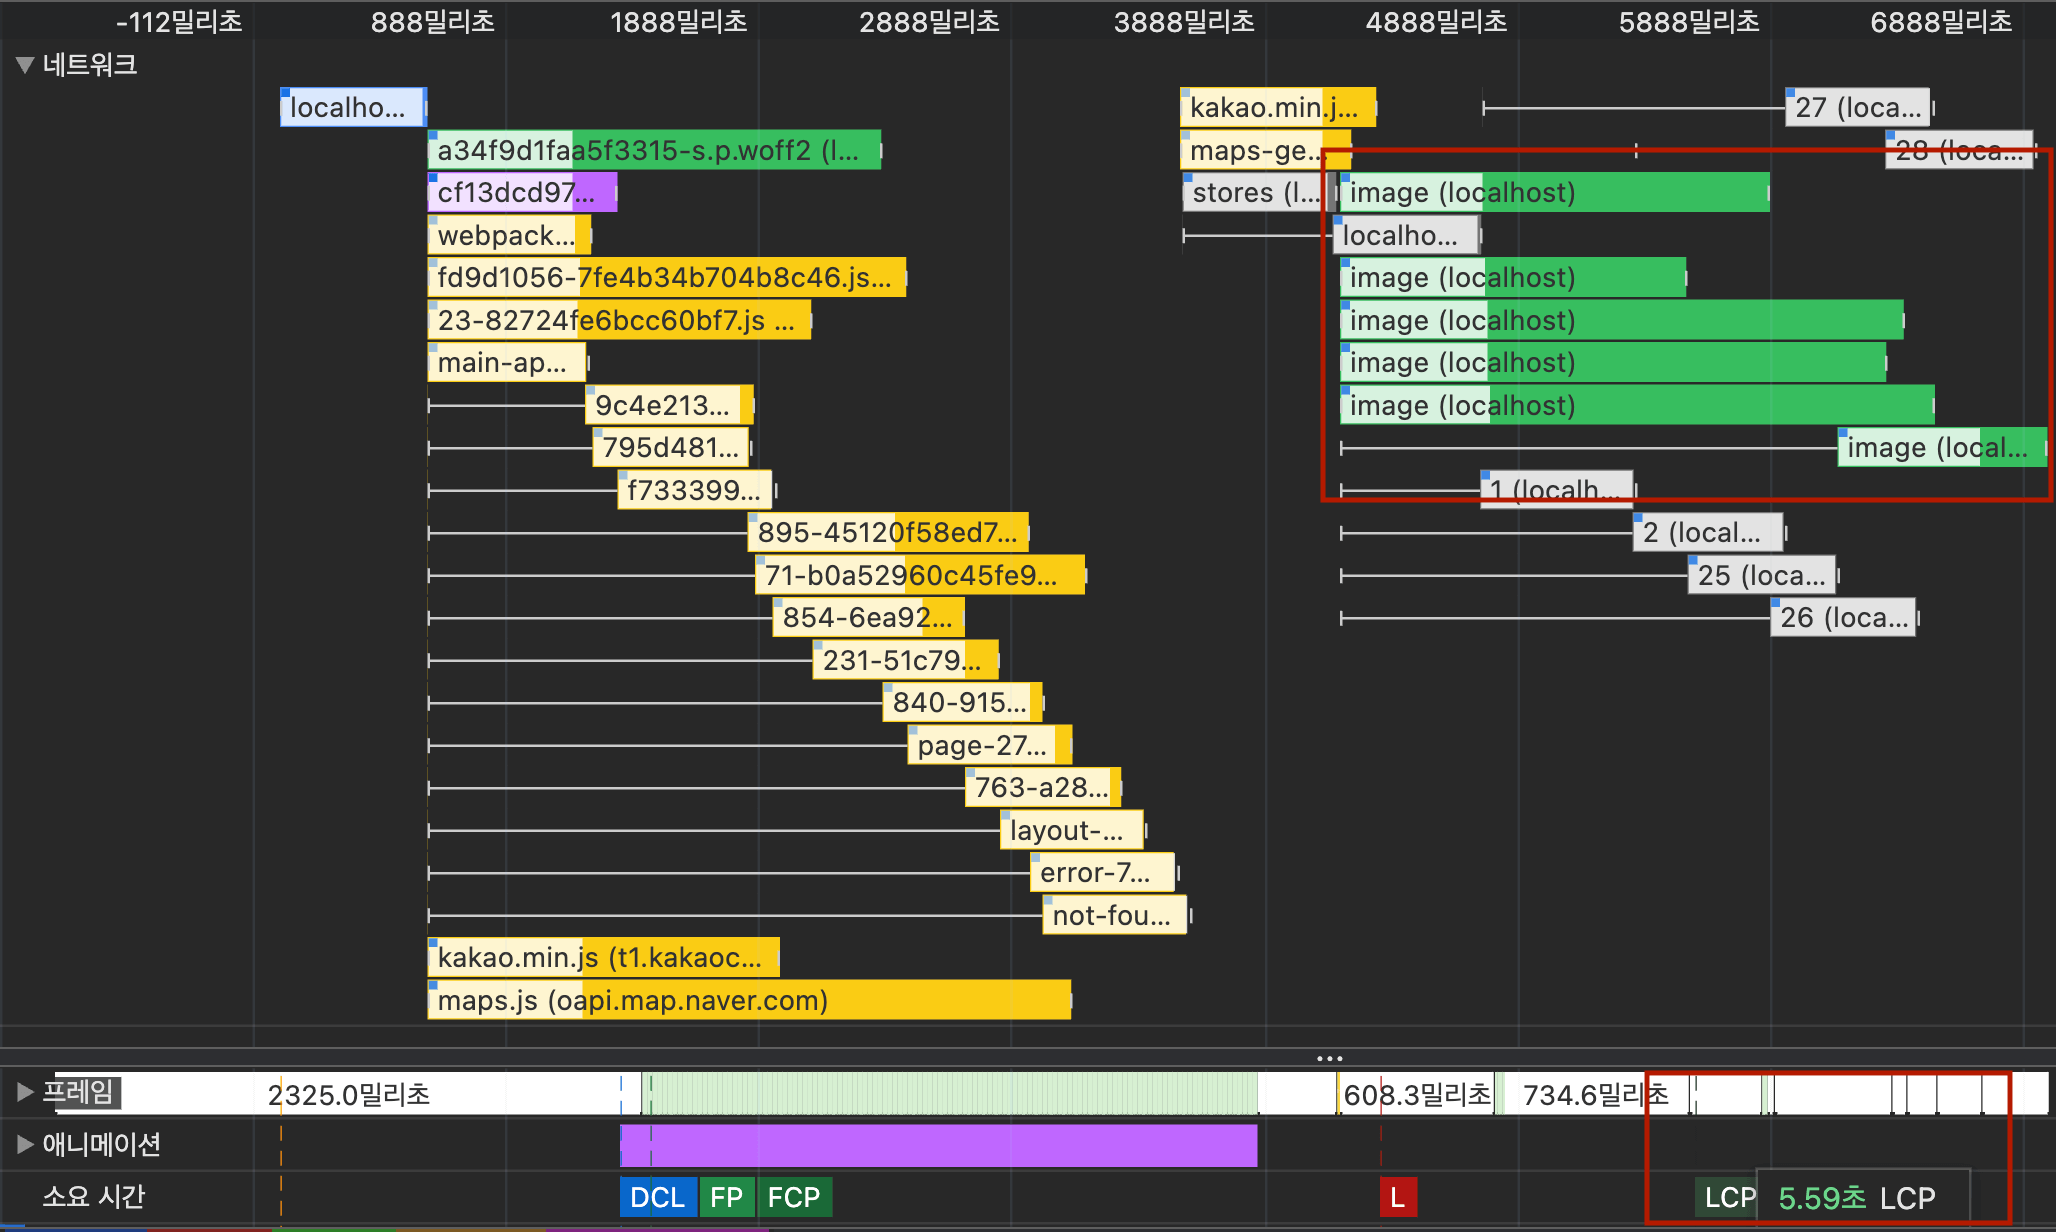 -112밀리초 888밀리초 1888밀리초 2888밀리초 3888밀리초 4888밀리초 5888밀리초 6888밀리초
네트워크
localho... kakao.min.j... 27 (loca...
a34f9d1faa5f3315-s.p.woff2 (l... maps-ge... 28 (loca...
cf13dcd97... stores (l... image (localhost)
webpack... localho...
fd9d1056-7fe4b34b704b8c46.js... image (localhost)
23-82724fe6bcc60bf7.js ... image (localhost)
main-ap... image (localhost)
9c4e213... image (localhost)
795d481... image (local...
f733399... 1 (localh...
895-45120f58ed7... 2 (local...
71-b0a52960c45fe9... 25 (loca...
854-6ea92... 26 (loca...
231-51c79...
840-915...
page-27...
763-a28...
layout-...
error-7...
not-fou...
kakao.min.js (t1.kakaoc...
maps.js (oapi.map.naver.com)
...
프레임 2325.0밀리초 608.3밀리초 734.6밀리초
애니메이션
소요 시간 DCL FP FCP L LCP 5.59초 LCP